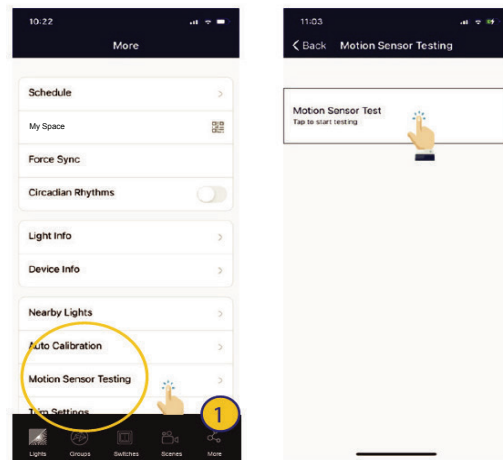 10:22
More
Schedule
My Space
Force Sync
Circadian Rhythms
Light Info
Device Info
Nearby Lights
Auto Calibration
Motion Sensor Testing
Trim Settings
1
Lights Groups Switches Scenes More
11:03
Back Motion Sensor Testing
Motion Sensor Test
Tap to start testing